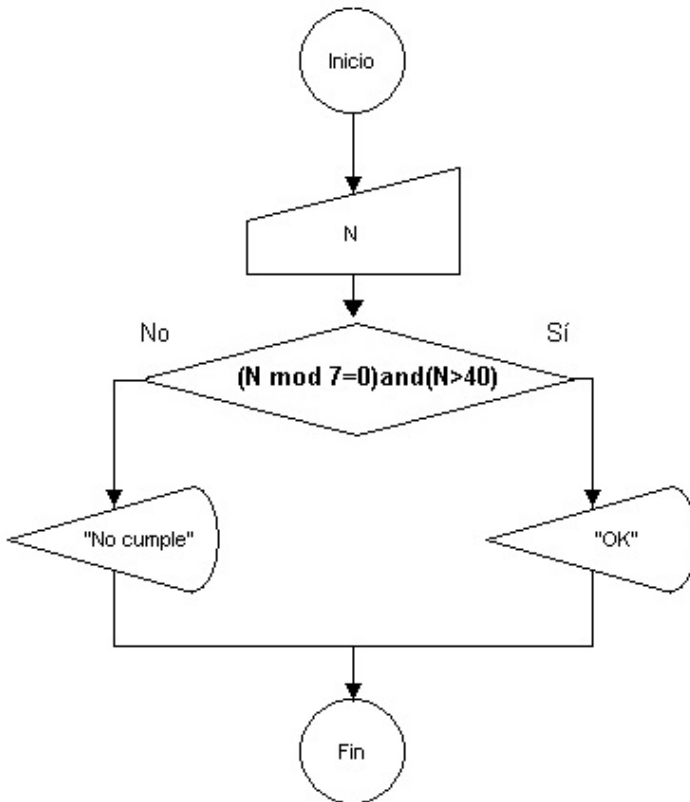 Inicio
N
No
Sí
(N mod 7=0)and(N>40)
"No cumple"
"OK"
Fin